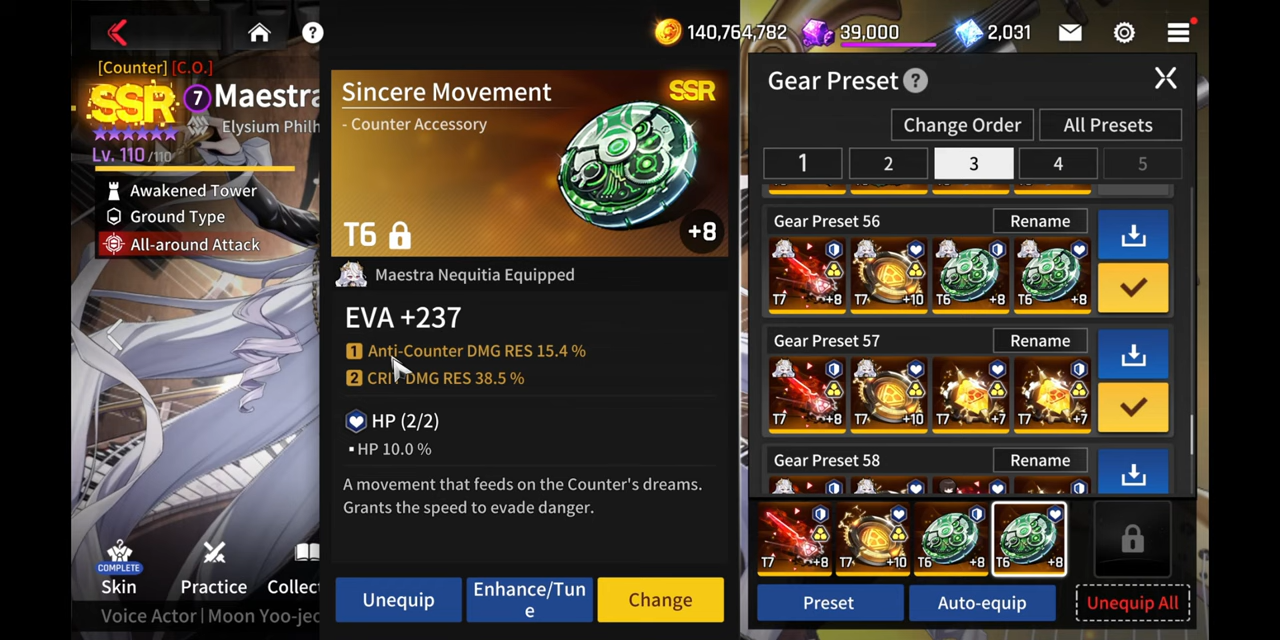 [Counter] [C.O.]
SSR 7 Maestra
Elysium Philh
Lv. 110/110
Awakened Tower
Ground Type
All-around Attack
COMPLETE
Skin
Practice
Collect
Voice Actor | Moon Yoo-jeo
?
Sincere Movement
SSR
- Counter Accessory
T6
+8
Maestra Nequitia Equipped
EVA +237
1 Anti-Counter DMG RES 15.4 %
2 CRIT DMG RES 38.5 %
HP (2/2)
▪HP 10.0 %
A movement that feeds on the Counter's dreams.
Grants the speed to evade danger.
Unequip
Enhance/Tun
e
Change
140,764,782
39,000
2,031
Gear Preset ?
Change Order
All Presets
1 2 3 4 5
Gear Preset 56
Rename
T7 +8 T7 +10 T6 +8 T6 +8
Gear Preset 57
Rename
T7 +8 T7 +10 T7 +7 T7 +7
Gear Preset 58
Rename
T7 +8 T7 +10 T6 +8 T6 +8
Preset
Auto-equip
Unequip All